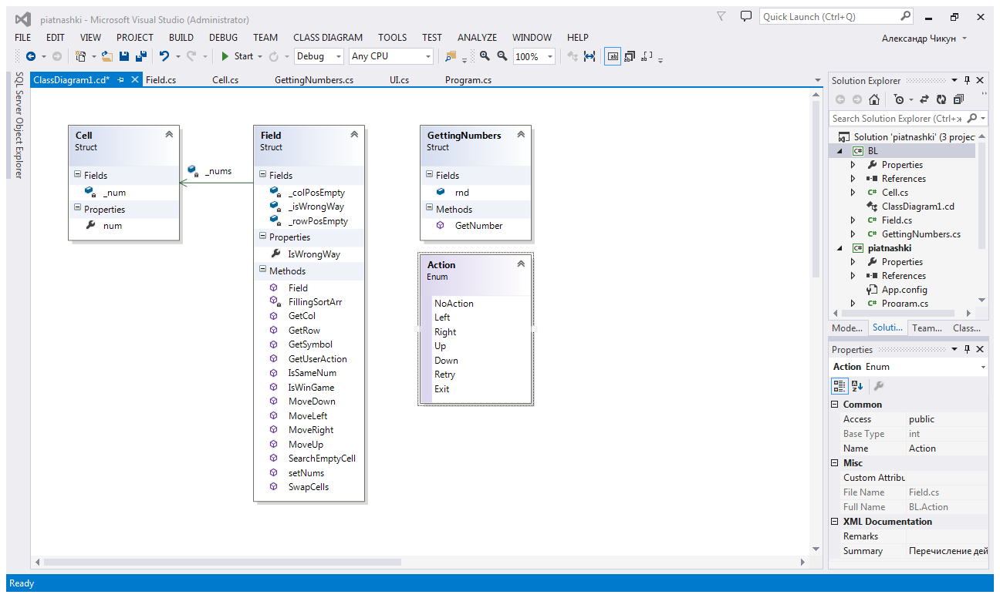 piatnashki - Microsoft Visual Studio (Administrator)
Quick Launch (Ctrl+Q)
FILE EDIT VIEW PROJECT BUILD DEBUG TEAM CLASS DIAGRAM TOOLS TEST ANALYZE WINDOW HELP
Александр Чикун
Start Debug Any CPU 100%
SQL Server Object Explorer
ClassDiagram1.cd* Field.cs Cell.cs GettingNumbers.cs UI.cs Program.cs
Cell
Struct
Fields
_num
Properties
num
_nums
Field
Struct
Fields
_colPosEmpty
_isWrongWay
_rowPosEmpty
Properties
IsWrongWay
Methods
Field
FillingSortArr
GetCol
GetRow
GetSymbol
GetUserAction
IsSameNum
IsWinGame
MoveDown
MoveLeft
MoveRight
MoveUp
SearchEmptyCell
setNums
SwapCells
GettingNumbers
Struct
Fields
rnd
Methods
GetNumber
Action
Enum
NoAction
Left
Right
Up
Down
Retry
Exit
Solution Explorer
Search Solution Explorer (Ctrl+
Solution 'piatnashki' (3 projec
C# BL
Properties
References
C# Cell.cs
ClassDiagram1.cd
C# Field.cs
C# GettingNumbers.cs
C# piatnashki
Properties
References
App.config
C# Program.cs
Mode... Soluti... Team... Class...
Properties
Action Enum
Common
Access public
Base Type int
Name Action
Misc
Custom Attribu
File Name Field.cs
Full Name BL.Action
XML Documentation
Remarks
Summary Перечисление дей
Ready